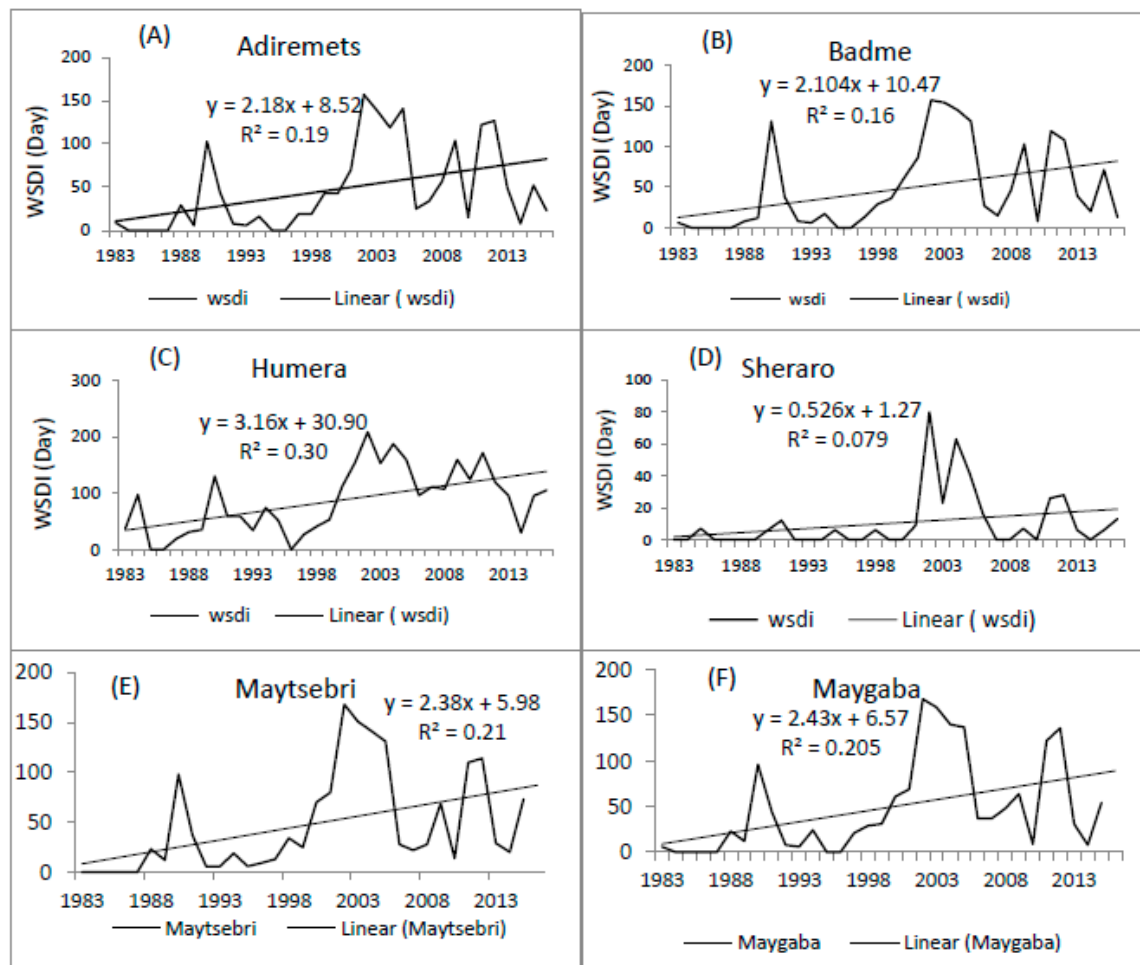 (A)
Adiremets
200
150
100
50
0
WSDI (Day)
y = 2.18x + 8.52
R² = 0.19
1983 1988 1993 1998 2003 2008 2013
wsdi Linear ( wsdi)
(B)
Badme
200
150
100
50
0
WSDI (Day)
y = 2.104x + 10.47
R² = 0.16
1983 1988 1993 1998 2003 2008 2013
wsdi Linear ( wsdi)
(C)
Humera
300
200
100
0
WSDI (Day)
y = 3.16x + 30.90
R² = 0.30
1983 1988 1993 1998 2003 2008 2013
wsdi Linear ( wsdi)
(D)
Sheraro
100
80
60
40
20
0
WSDI (Day)
y = 0.526x + 1.27
R² = 0.079
1983 1988 1993 1998 2003 2008 2013
wsdi Linear ( wsdi)
(E)
Maytsebri
200
150
100
50
0
y = 2.38x + 5.98
R² = 0.21
1983 1988 1993 1998 2003 2008 2013
Maytsebri Linear (Maytsebri)
(F)
Maygaba
200
150
100
50
0
y = 2.43x + 6.57
R² = 0.205
1983 1988 1993 1998 2003 2008 2013
Maygaba Linear (Maygaba)